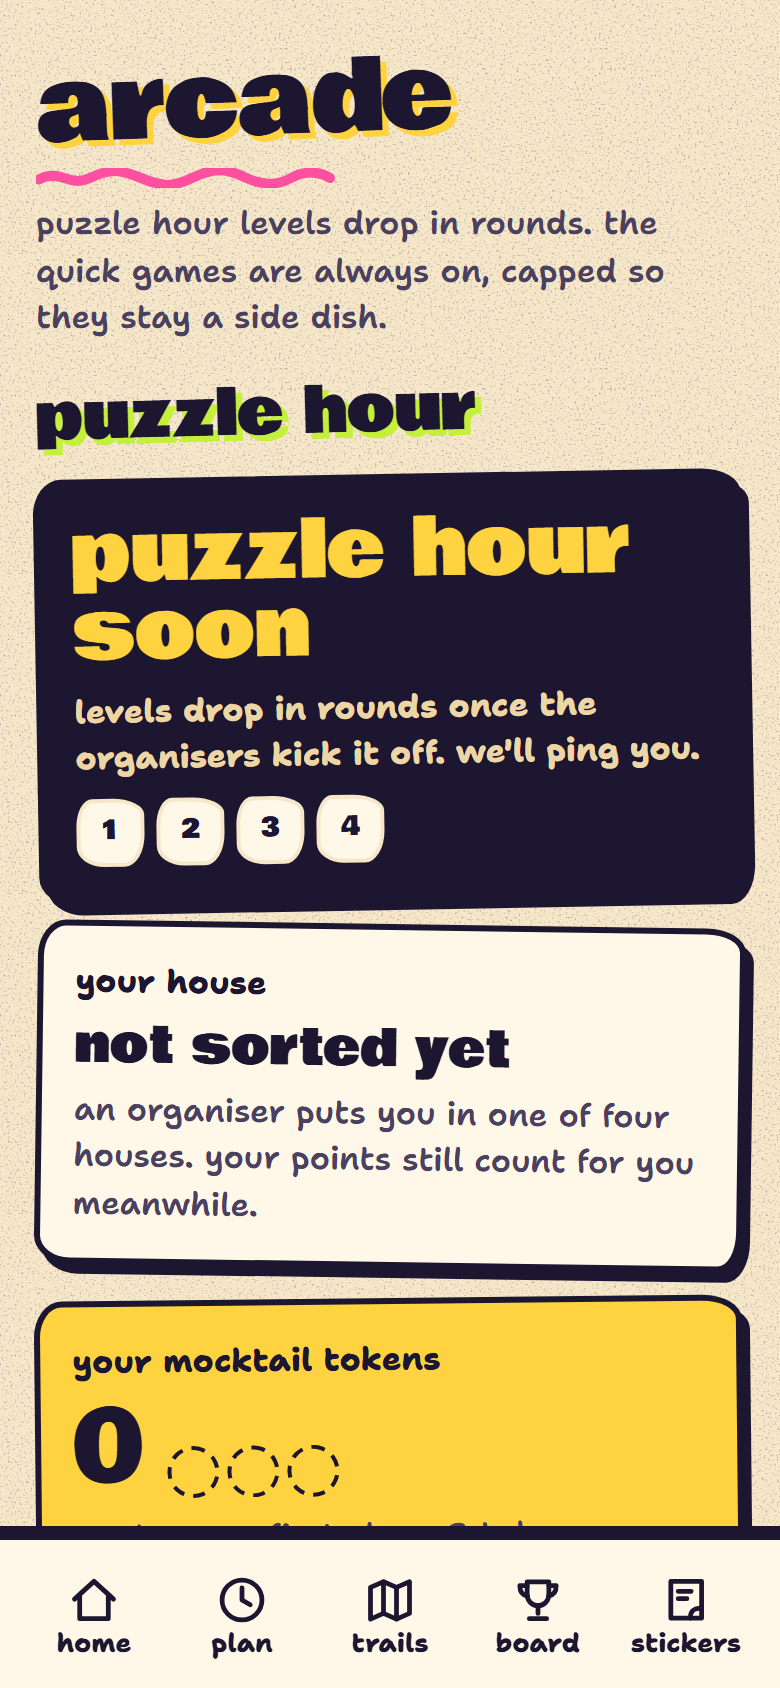 arcade
puzzle hour levels drop in rounds. the
quick games are always on, capped so
they stay a side dish.
puzzle hour
puzzle hour
soon
levels drop in rounds once the
organisers kick it off. we'll ping you.
1 2 3 4
your house
not sorted yet
an organiser puts you in one of four
houses. your points still count for you
meanwhile.
your mocktail tokens
0
home plan trails board stickers